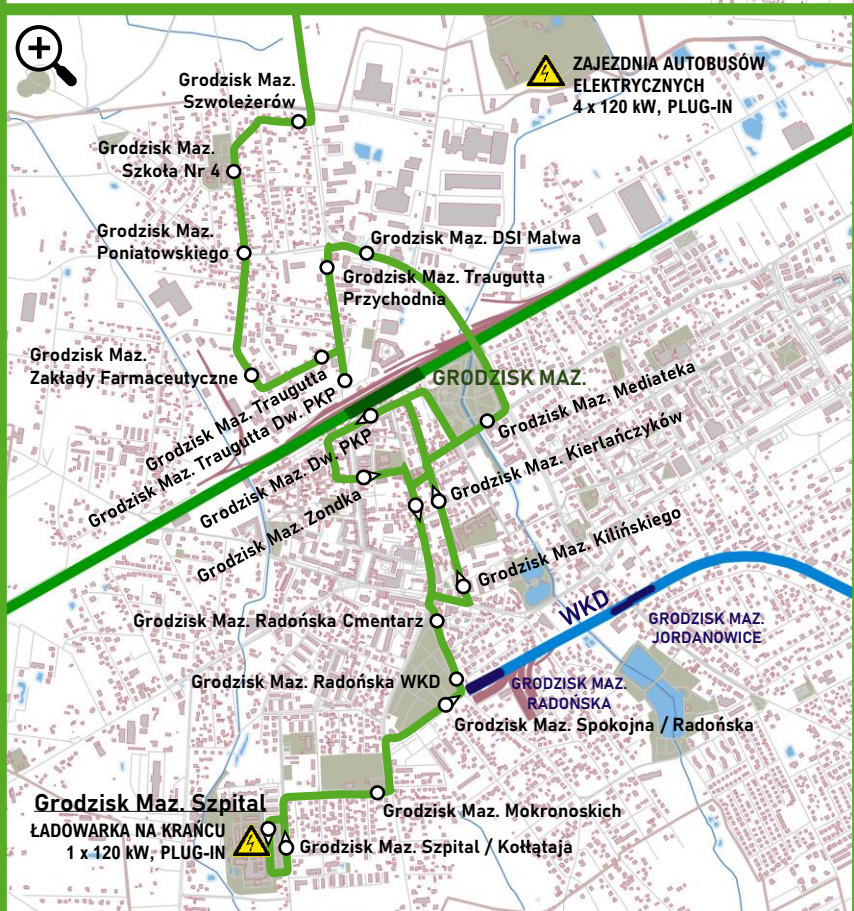 ZAJEZDNIA AUTOBUSÓW
ELEKTRYCZNYCH
4 x 120 kW, PLUG-IN
Grodzisk Maz.
Szwoleżerów
Grodzisk Maz.
Szkoła Nr 4
Grodzisk Maz.
Poniatowskiego
Grodzisk Maz. DSI Malwa
Grodzisk Maz. Traugutta
Przychodnia
Grodzisk Maz.
Zakłady Farmaceutyczne
GRODZISK MAZ.
Grodzisk Maz. Traugutta
Grodzisk Maz. Traugutta Dw. PKP
Grodzisk Maz. Dw. PKP
Grodzisk Maz. Żondka
Grodzisk Maz. Mediateka
Grodzisk Maz. Kierlańczyków
Grodzisk Maz. Kilińskiego
WKD
GRODZISK MAZ.
JORDANOWICE
Grodzisk Maz. Radońska Cmentarz
Grodzisk Maz. Radońska WKD
GRODZISK MAZ.
RADOŃSKA
Grodzisk Maz. Spokojna / Radońska
Grodzisk Maz. Szpital
ŁADOWARKA NA KRAŃCU
1 x 120 kW, PLUG-IN
Grodzisk Maz. Mokronoskich
Grodzisk Maz. Szpital / Kołłątaja